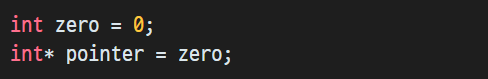 int zero = 0;
int* pointer = zero;